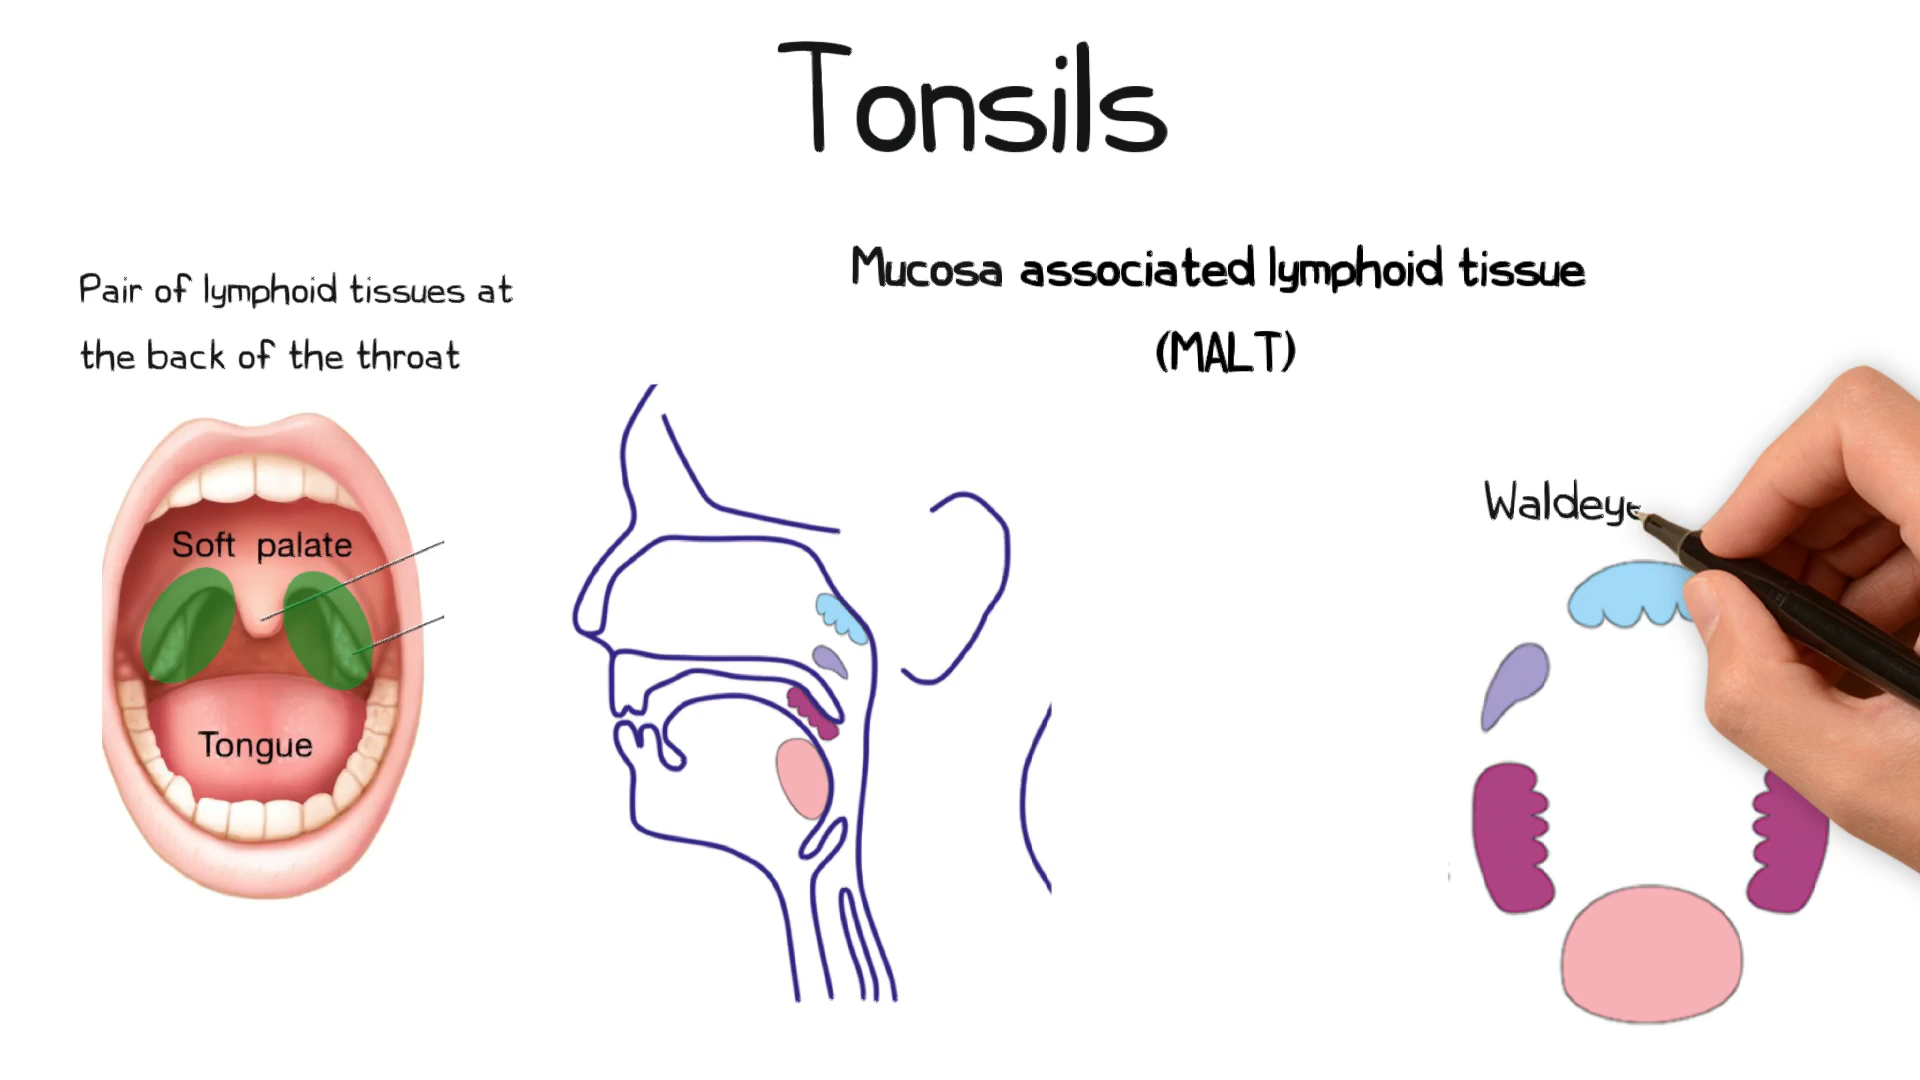 Tonsils
Pair of lymphoid tissues at
the back of the throat
Mucosa associated lymphoid tissue
(MALT)
Soft palate
Tongue
Waldeye